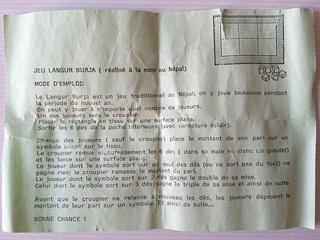 JEU LANGUR BURJA ( réalisé à la main au Népal)
MODE D'EMPLOI:
Le Langur Burja est un jeu traditionnel au Népal; on y joue beaucoup pendant
la période du nouvel an.
On peut y jouer à n'importe quel nombre de joueurs.
Un des joueurs sera le croupier.
Placer le rectangle en tissu sur une surface plane.
Sortir les 6 dés de la poche intérieure, avec fermeture éclair).
Chacun des joueurs ( sauf le croupier) place le montant de son part sur un
symbole brodé sur le tissu.
Le croupier remue vigoureusement les 6 dés ( dans sa main ou dans un gobelet)
et les lance sur une surface plane.
Le joueur dont le symbole sort sur un seul des dés (ou ne sort pas du tout) ne
gagne rien; le croupier ramasse le montant du part.
Le joueur dont le symbole sort sur 2 dés gagne le double de sa mise.
Celui dont le symbole sort sur 3 dés gagne le triple de sa mise et ainsi de suite.
Avant que le croupier ne relance à nouveau les dés, les joueurs déposent le
montant de leur part sur un symbole. Et ainsi de suite...
BONNE CHANCE !